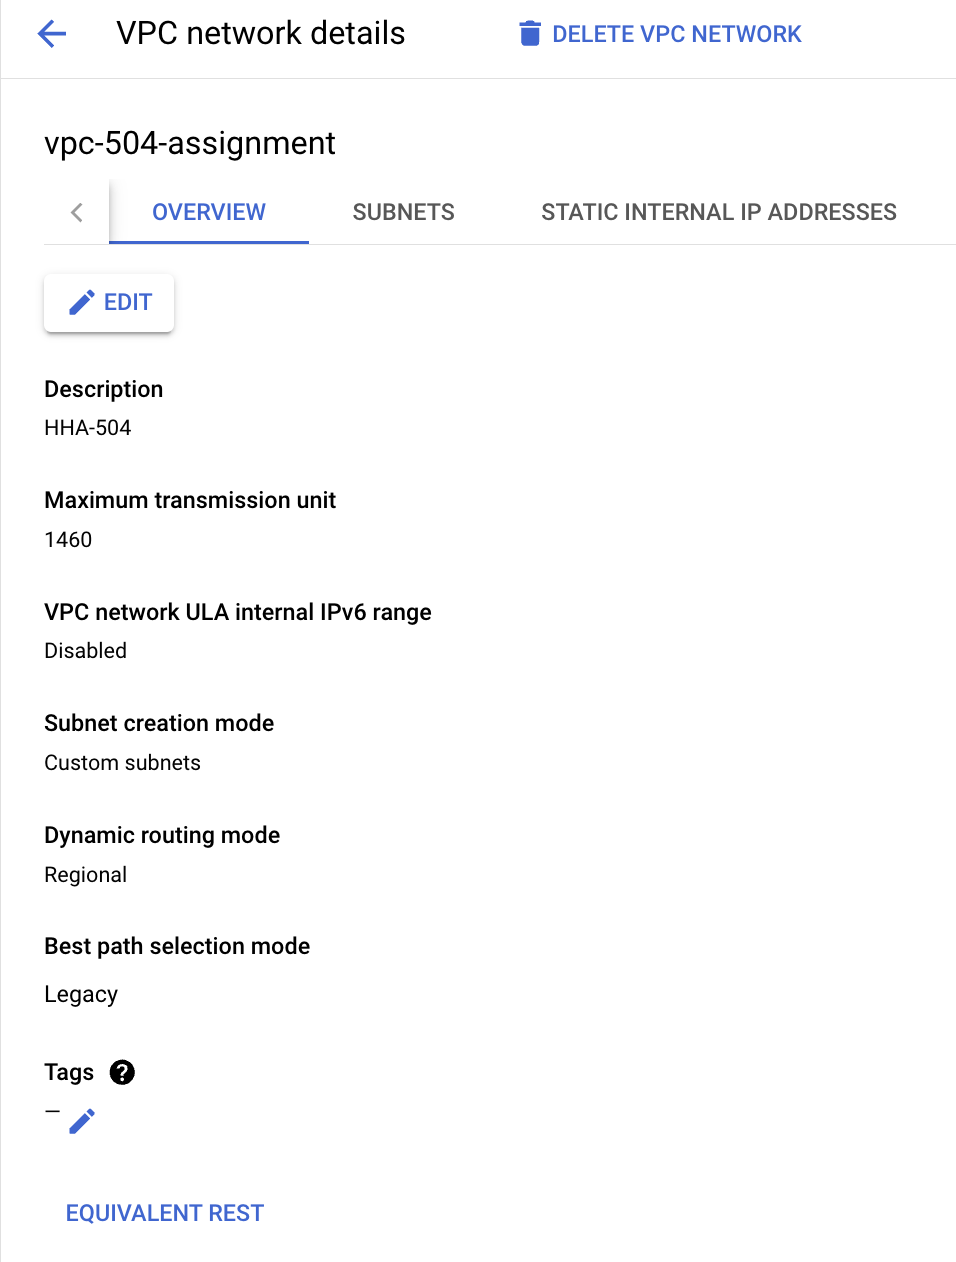 VPC network details
DELETE VPC NETWORK
vpc-504-assignment
OVERVIEW
SUBNETS
STATIC INTERNAL IP ADDRESSES
EDIT
Description
HHA-504
Maximum transmission unit
1460
VPC network ULA internal IPv6 range
Disabled
Subnet creation mode
Custom subnets
Dynamic routing mode
Regional
Best path selection mode
Legacy
Tags ?
—
EQUIVALENT REST